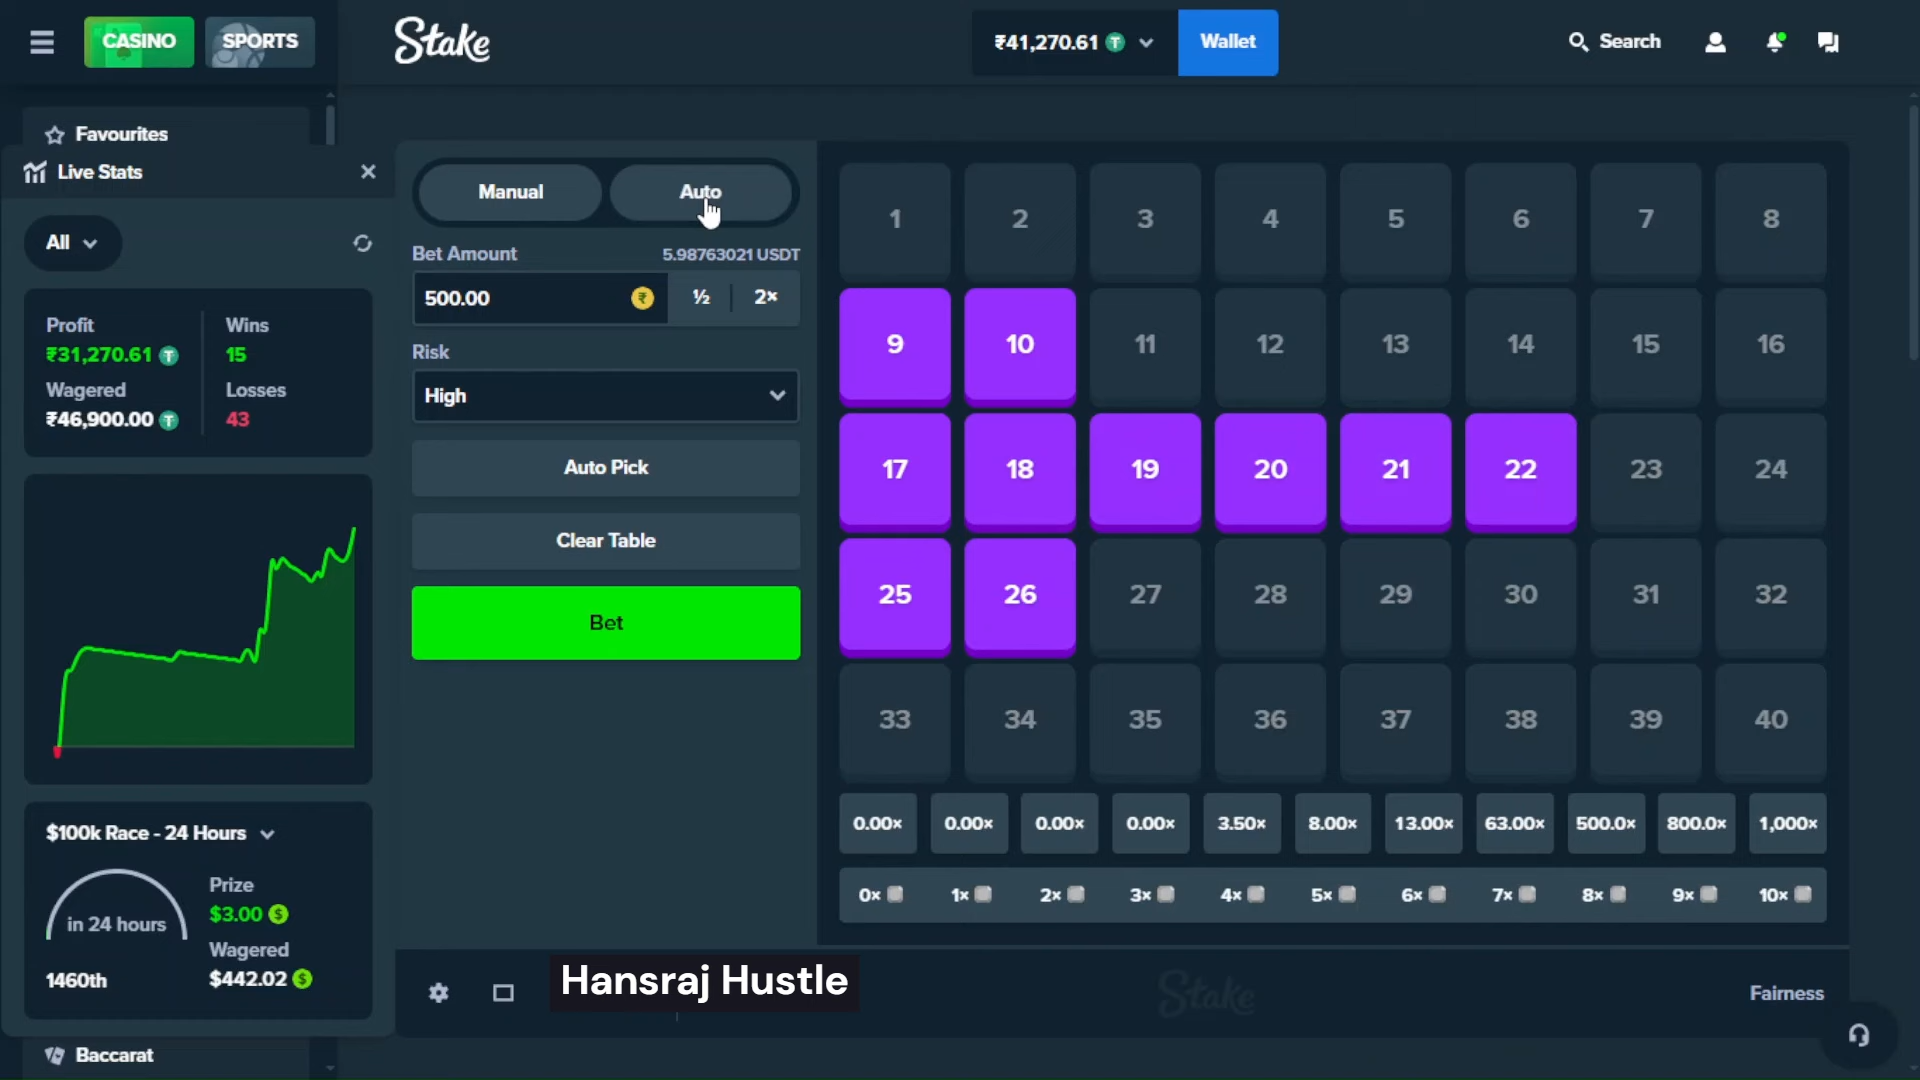 CASINO
SPORTS
Stake
₹41,270.61
Wallet
Search
Favourites
Live Stats
All
Profit
₹31,270.61
Wins
15
Wagered
₹46,900.00
Losses
43
$100k Race - 24 Hours
in 24 hours
1460th
Prize
$3.00
Wagered
$442.02
Baccarat
Manual
Auto
Bet Amount
5.98763021 USDT
500.00
½
2×
Risk
High
Auto Pick
Clear Table
Bet
1 2 3 4 5 6 7 8
9 10 11 12 13 14 15 16
17 18 19 20 21 22 23 24
25 26 27 28 29 30 31 32
33 34 35 36 37 38 39 40
0.00× 0.00× 0.00× 0.00× 3.50× 8.00× 13.00× 63.00× 500.0× 800.0× 1,000×
0× 1× 2× 3× 4× 5× 6× 7× 8× 9× 10×
Hansraj Hustle
Stake
Fairness